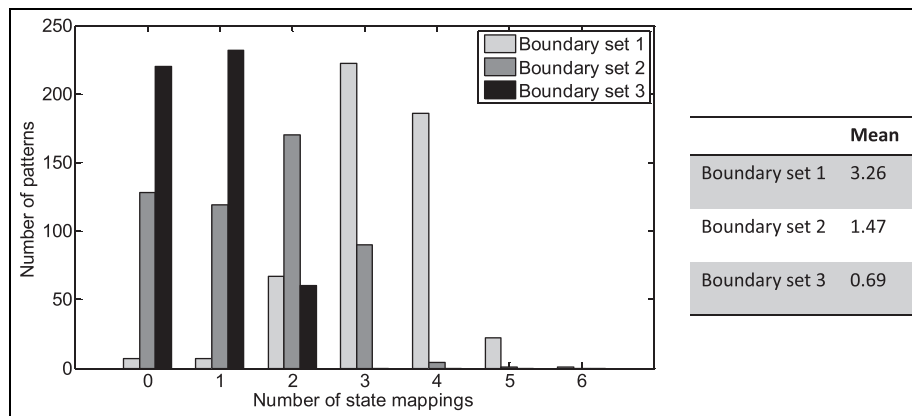 250
200
150
100
50
0
Number of patterns
Boundary set 1
Boundary set 2
Boundary set 3
0 1 2 3 4 5 6
Number of state mappings
Mean
Boundary set 1 3.26
Boundary set 2 1.47
Boundary set 3 0.69